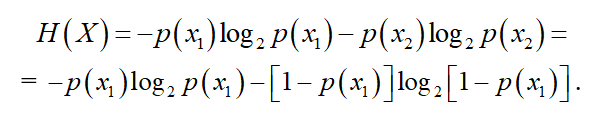 H(X)=−p(x₁)log₂ p(x₁)−p(x₂)log₂ p(x₂)=
= −p(x₁)log₂ p(x₁)−[1−p(x₁)]log₂[1−p(x₁)].